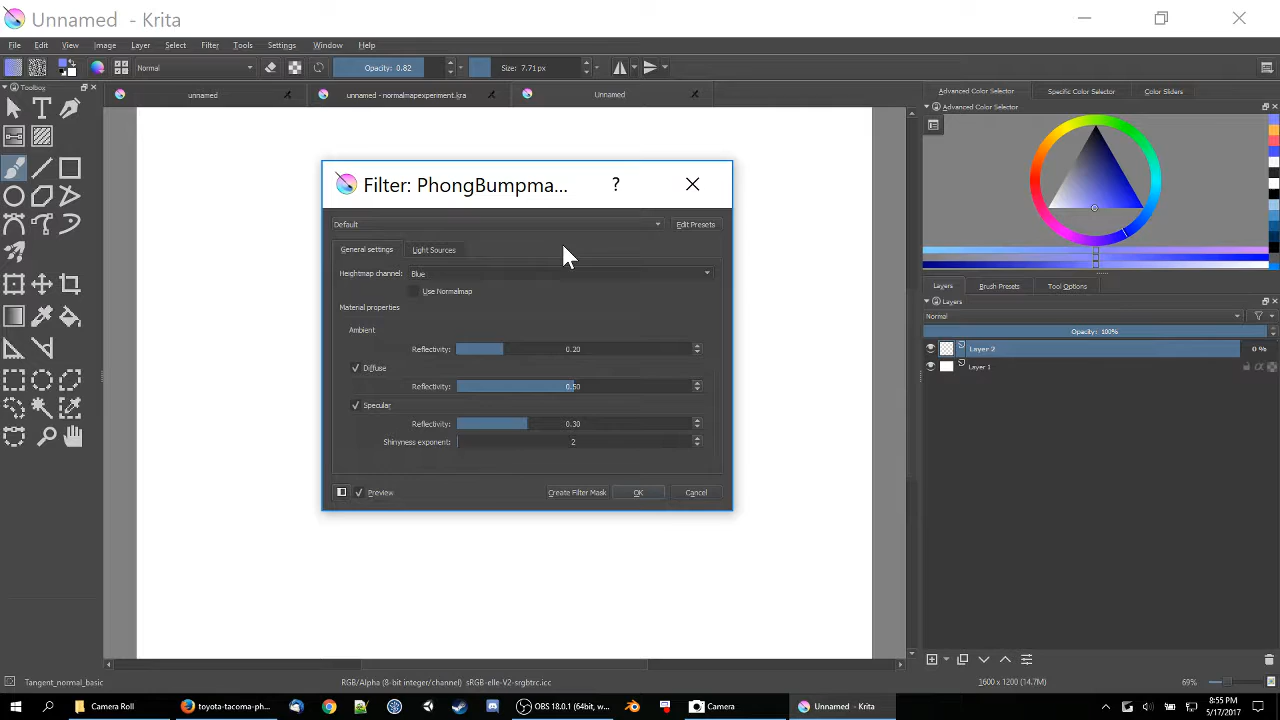 Unnamed - Krita
File Edit View Image Layer Select Filter Tools Settings Window Help
Normal Opacity: 0.82 Size: 7.71 px
Toolbox
unnamed unnamed - normalmapexperiment.kra Unnamed
Advanced Color Selector Specific Color Selector Color Sliders
Advanced Color Selector
Filter: PhongBumpma...
Default Edit Presets
General settings Light Sources
Heightmap channel: Blue
Use Normalmap
Material properties
Ambient
Reflectivity: 0.20
Diffuse
Reflectivity: 0.50
Specular
Reflectivity: 0.30
Shinyness exponent: 2
Preview Create Filter Mask OK Cancel
Layers Brush Presets Tool Options
Layers
Normal
Opacity: 100%
Layer 2 0 %
Layer 1
Tangent_normal_basic RGB/Alpha (8-bit integer/channel) sRGB-elle-V2-srgbtrc.icc 1600 x 1200 (14.7M) 69%
Camera Roll toyota-tacoma-ph... OBS 18.0.1 (64bit, w... Camera Unnamed - Krita
8:55 PM
5/17/2017